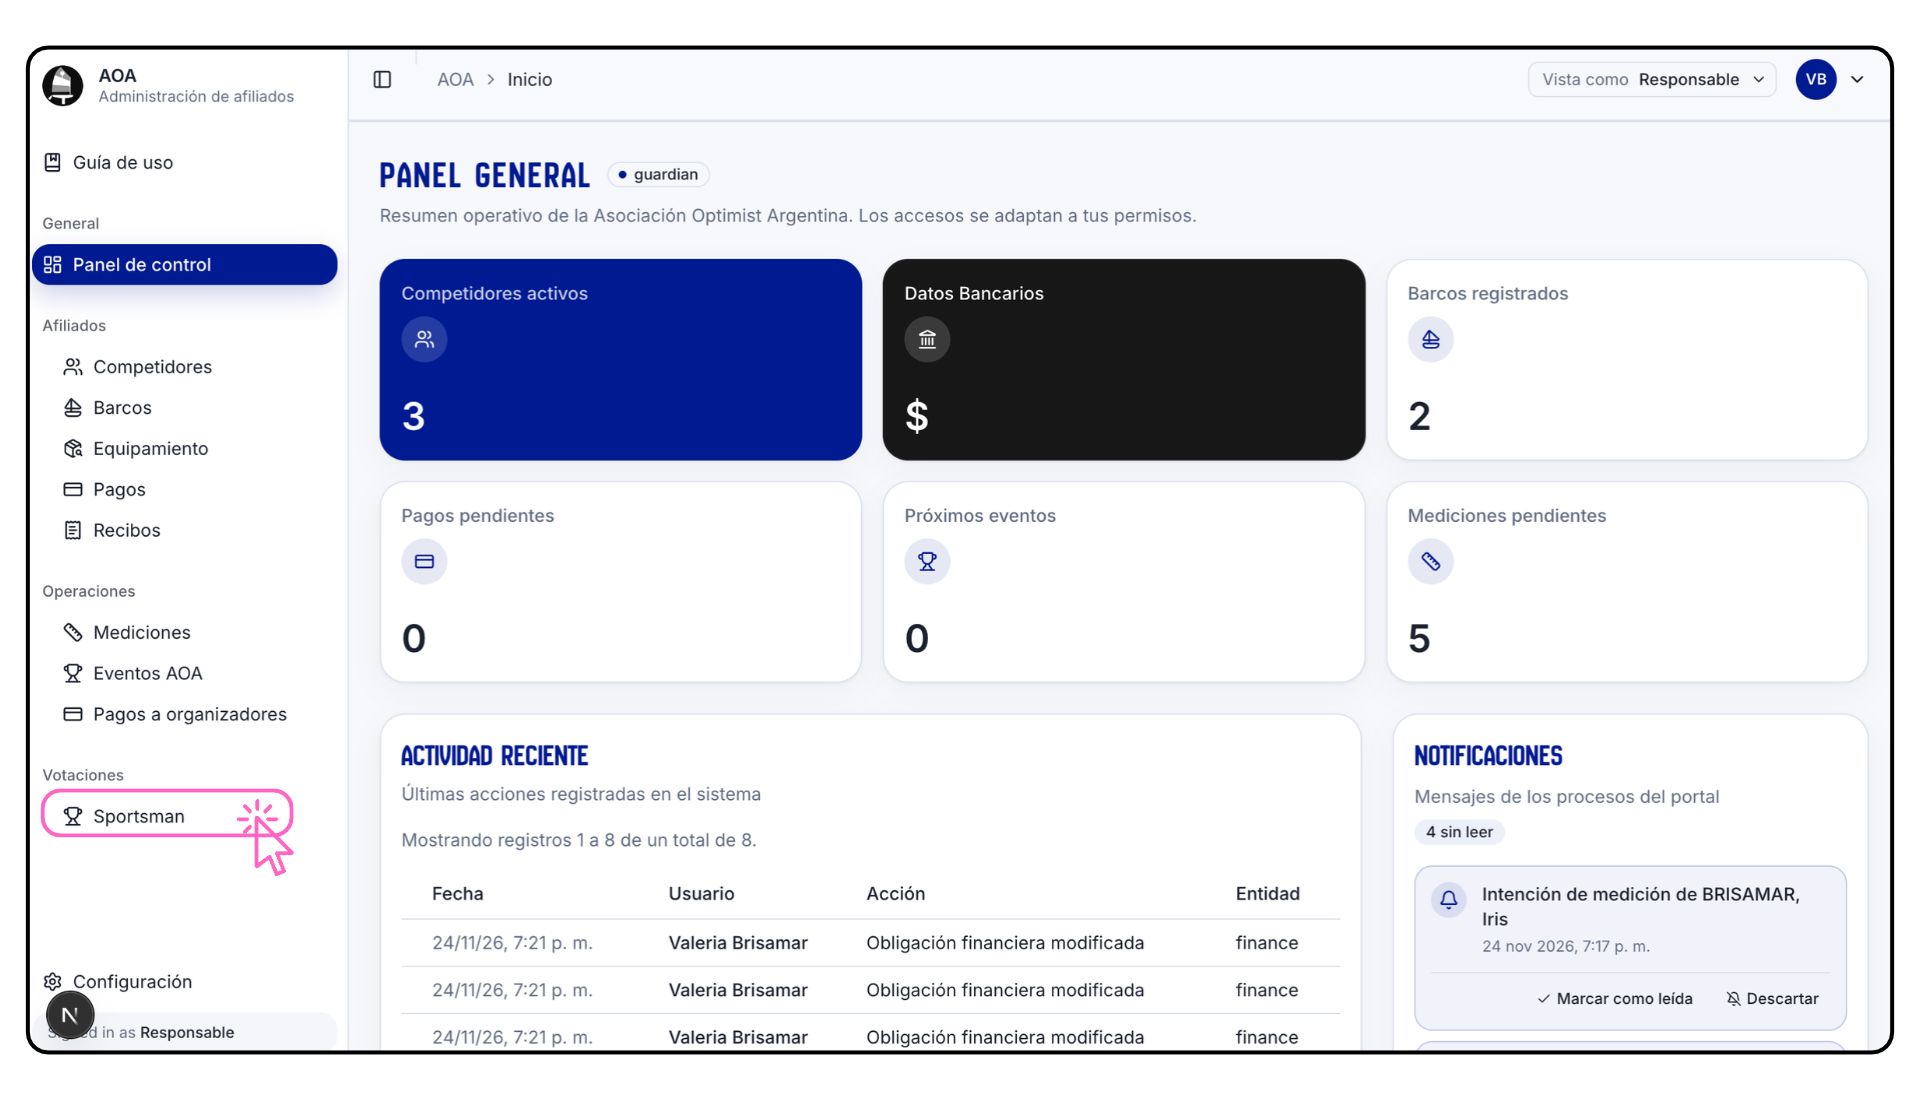 AOA
Administración de afiliados
Guía de uso
General
Panel de control
Afiliados
Competidores
Barcos
Equipamiento
Pagos
Recibos
Operaciones
Mediciones
Eventos AOA
Pagos a organizadores
Votaciones
Sportsman
Configuración
N
in as Responsable
AOA > Inicio
Vista como Responsable
VB
PANEL GENERAL
guardian
Resumen operativo de la Asociación Optimist Argentina. Los accesos se adaptan a tus permisos.
Competidores activos
3
Datos Bancarios
$
Barcos registrados
2
Pagos pendientes
0
Próximos eventos
0
Mediciones pendientes
5
ACTIVIDAD RECIENTE
Últimas acciones registradas en el sistema
Mostrando registros 1 a 8 de un total de 8.
Fecha Usuario Acción Entidad
24/11/26, 7:21 p. m. Valeria Brisamar Obligación financiera modificada finance
24/11/26, 7:21 p. m. Valeria Brisamar Obligación financiera modificada finance
24/11/26, 7:21 p. m. Valeria Brisamar Obligación financiera modificada finance
NOTIFICACIONES
Mensajes de los procesos del portal
4 sin leer
Intención de medición de BRISAMAR,
Iris
24 nov 2026, 7:17 p. m.
Marcar como leída Descartar